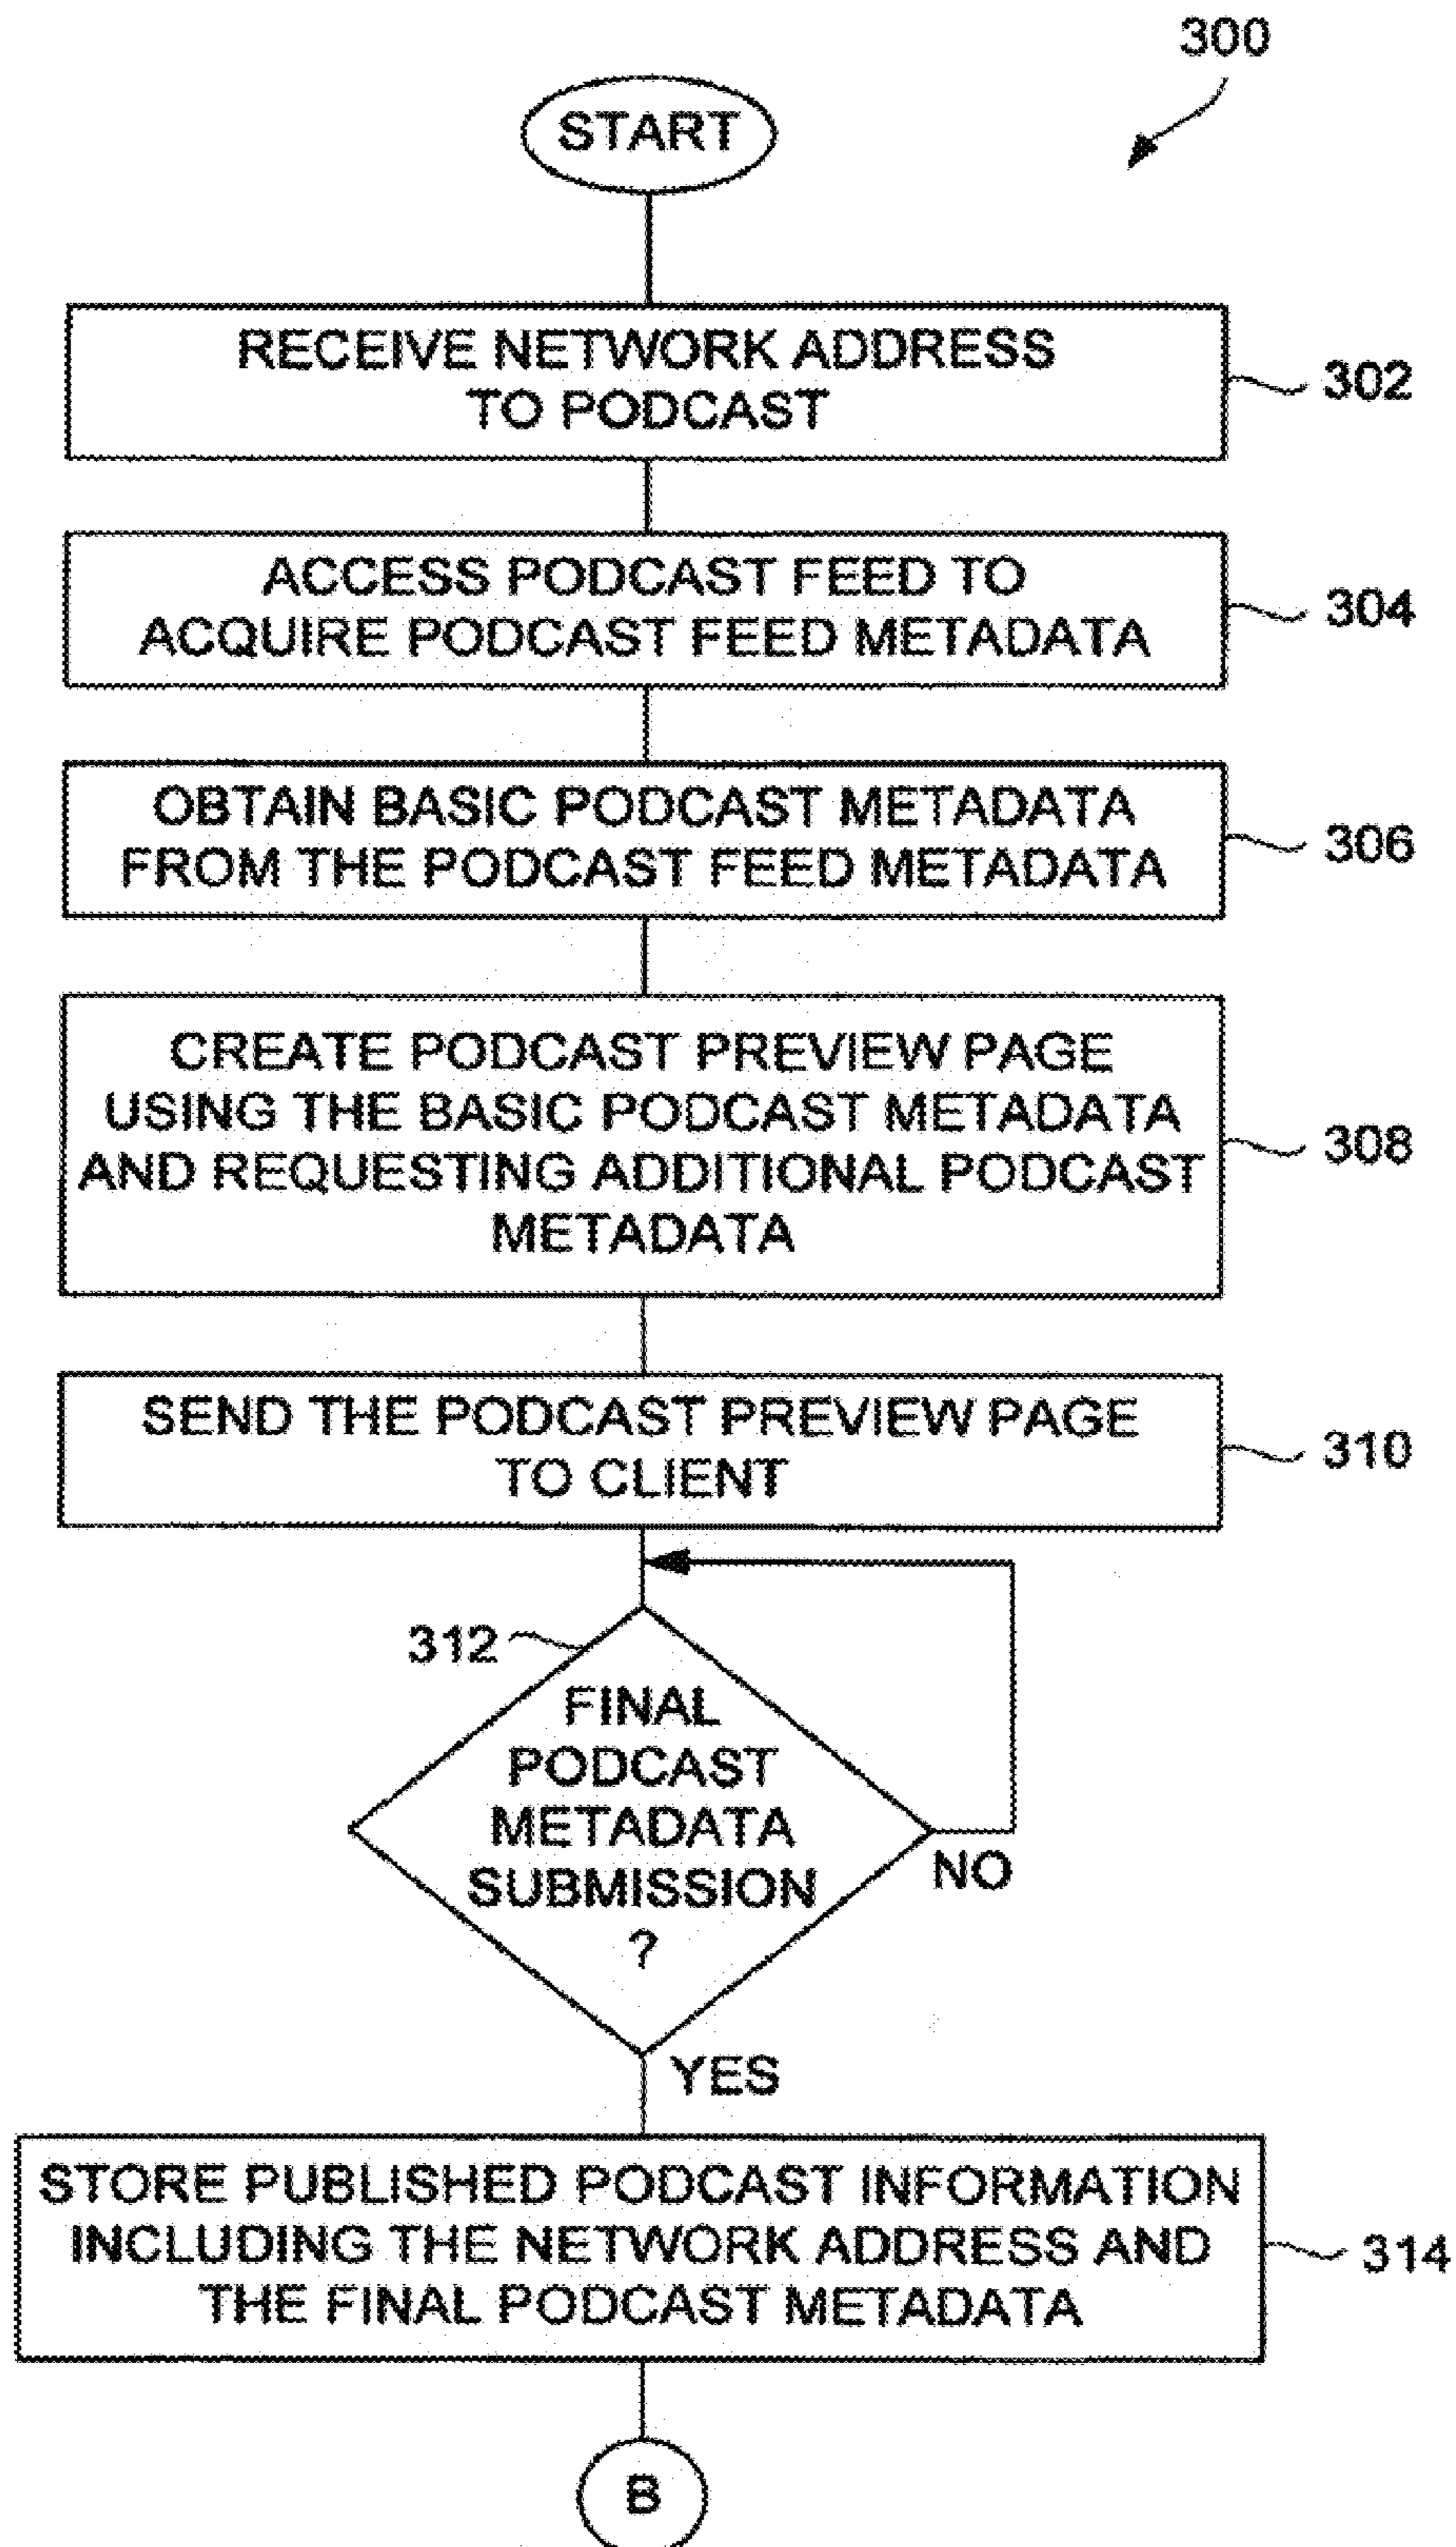 300
START
RECEIVE NETWORK ADDRESS
TO PODCAST
302
ACCESS PODCAST FEED TO
ACQUIRE PODCAST FEED METADATA
304
OBTAIN BASIC PODCAST METADATA
FROM THE PODCAST FEED METADATA
306
CREATE PODCAST PREVIEW PAGE
USING THE BASIC PODCAST METADATA
AND REQUESTING ADDITIONAL PODCAST
METADATA
308
SEND THE PODCAST PREVIEW PAGE
TO CLIENT
310
312
FINAL
PODCAST
METADATA
SUBMISSION
?
NO
YES
STORE PUBLISHED PODCAST INFORMATION
INCLUDING THE NETWORK ADDRESS AND
THE FINAL PODCAST METADATA
314
B